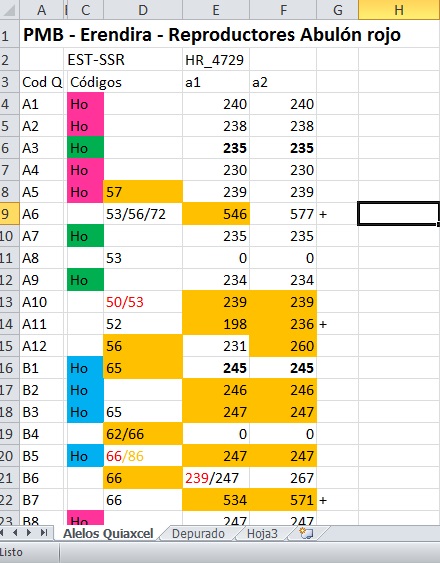 A B C D E F G H
1 PMB - Erendira - Reproductores Abulón rojo
2 EST-SSR HR_4729
3 Cod Q Códigos a1 a2
4 A1 Ho 240 240
5 A2 Ho 238 238
6 A3 Ho 235 235
7 A4 Ho 230 230
8 A5 Ho 57 239 239
9 A6 53/56/72 546 577 +
10 A7 Ho 235 235
11 A8 53 0 0
12 A9 Ho 234 234
13 A10 50/53 239 239
14 A11 52 198 236 +
15 A12 56 231 260
16 B1 Ho 65 245 245
17 B2 Ho 246 246
18 B3 Ho 65 247 247
19 B4 62/66 0 0
20 B5 Ho 66/86 247 247
21 B6 66 239/247 267
22 B7 66 534 571 +
23 B8 Ho 247 247
Alelos Quiaxcel Depurado Hoja3
Listo